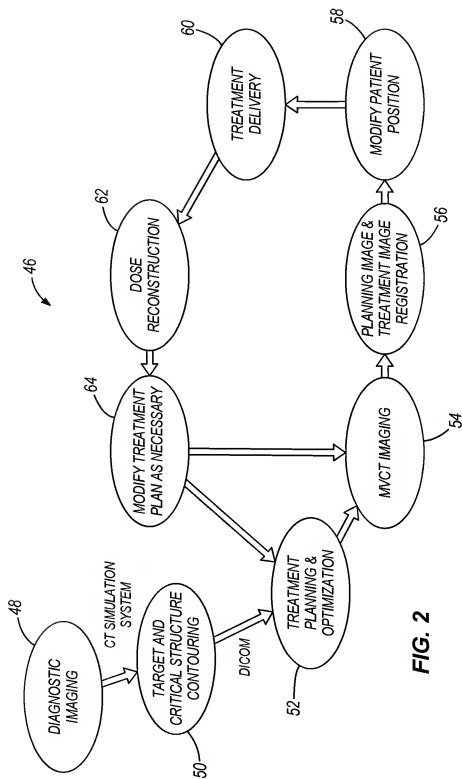 46
48
DIAGNOSTIC
IMAGING
CT SIMULATION
SYSTEM
50
TARGET AND
CRITICAL STRUCTURE
CONTOURING
DICOM
52
TREATMENT
PLANNING &
OPTIMIZATION
54
MVCT IMAGING
56
PLANNING IMAGE &
TREATMENT IMAGE
REGISTRATION
58
MODIFY PATIENT
POSITION
60
TREATMENT
DELIVERY
62
DOSE
RECONSTRUCTION
64
MODIFY TREATMENT
PLAN AS NECESSARY
FIG. 2